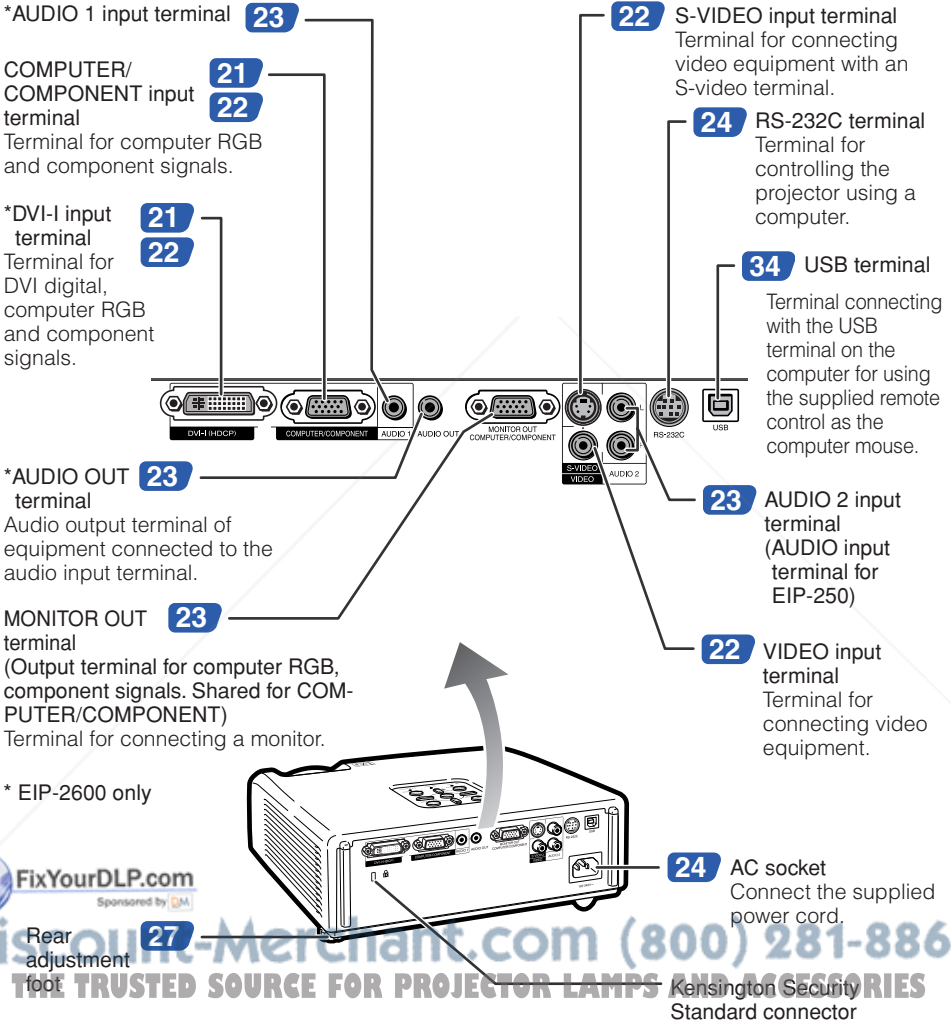 *AUDIO 1 input terminal 23
COMPUTER/ 21
COMPONENT input 22
terminal
Terminal for computer RGB
and component signals.
*DVI-I input 21
terminal 22
Terminal for
DVI digital,
computer RGB
and component
signals.
22 S-VIDEO input terminal
Terminal for connecting
video equipment with an
S-video terminal.
24 RS-232C terminal
Terminal for
controlling the
projector using a
computer.
34 USB terminal
Terminal connecting
with the USB
terminal on the
computer for using
the supplied remote
control as the
computer mouse.
DVI-I (HDCP)
COMPUTER/COMPONENT
AUDIO 1
AUDIO OUT
MONITOR OUT
COMPUTER/COMPONENT
S-VIDEO
VIDEO
L
AUDIO 2
RS-232C
USB
*AUDIO OUT 23
terminal
Audio output terminal of
equipment connected to the
audio input terminal.
MONITOR OUT 23
terminal
(Output terminal for computer RGB,
component signals. Shared for COM-
PUTER/COMPONENT)
Terminal for connecting a monitor.
* EIP-2600 only
23 AUDIO 2 input
terminal
(AUDIO input
terminal for
EIP-250)
22 VIDEO input
terminal
Terminal for
connecting video
equipment.
24 AC socket
Connect the supplied
power cord.
FixYourDLP.com
Sponsored by DM
Rear 27
adjustment
foot
Kensington Security
Standard connector
iscount-Merchant.com (800) 281-886
THE TRUSTED SOURCE FOR PROJECTOR LAMPS AND ACCESSORIES